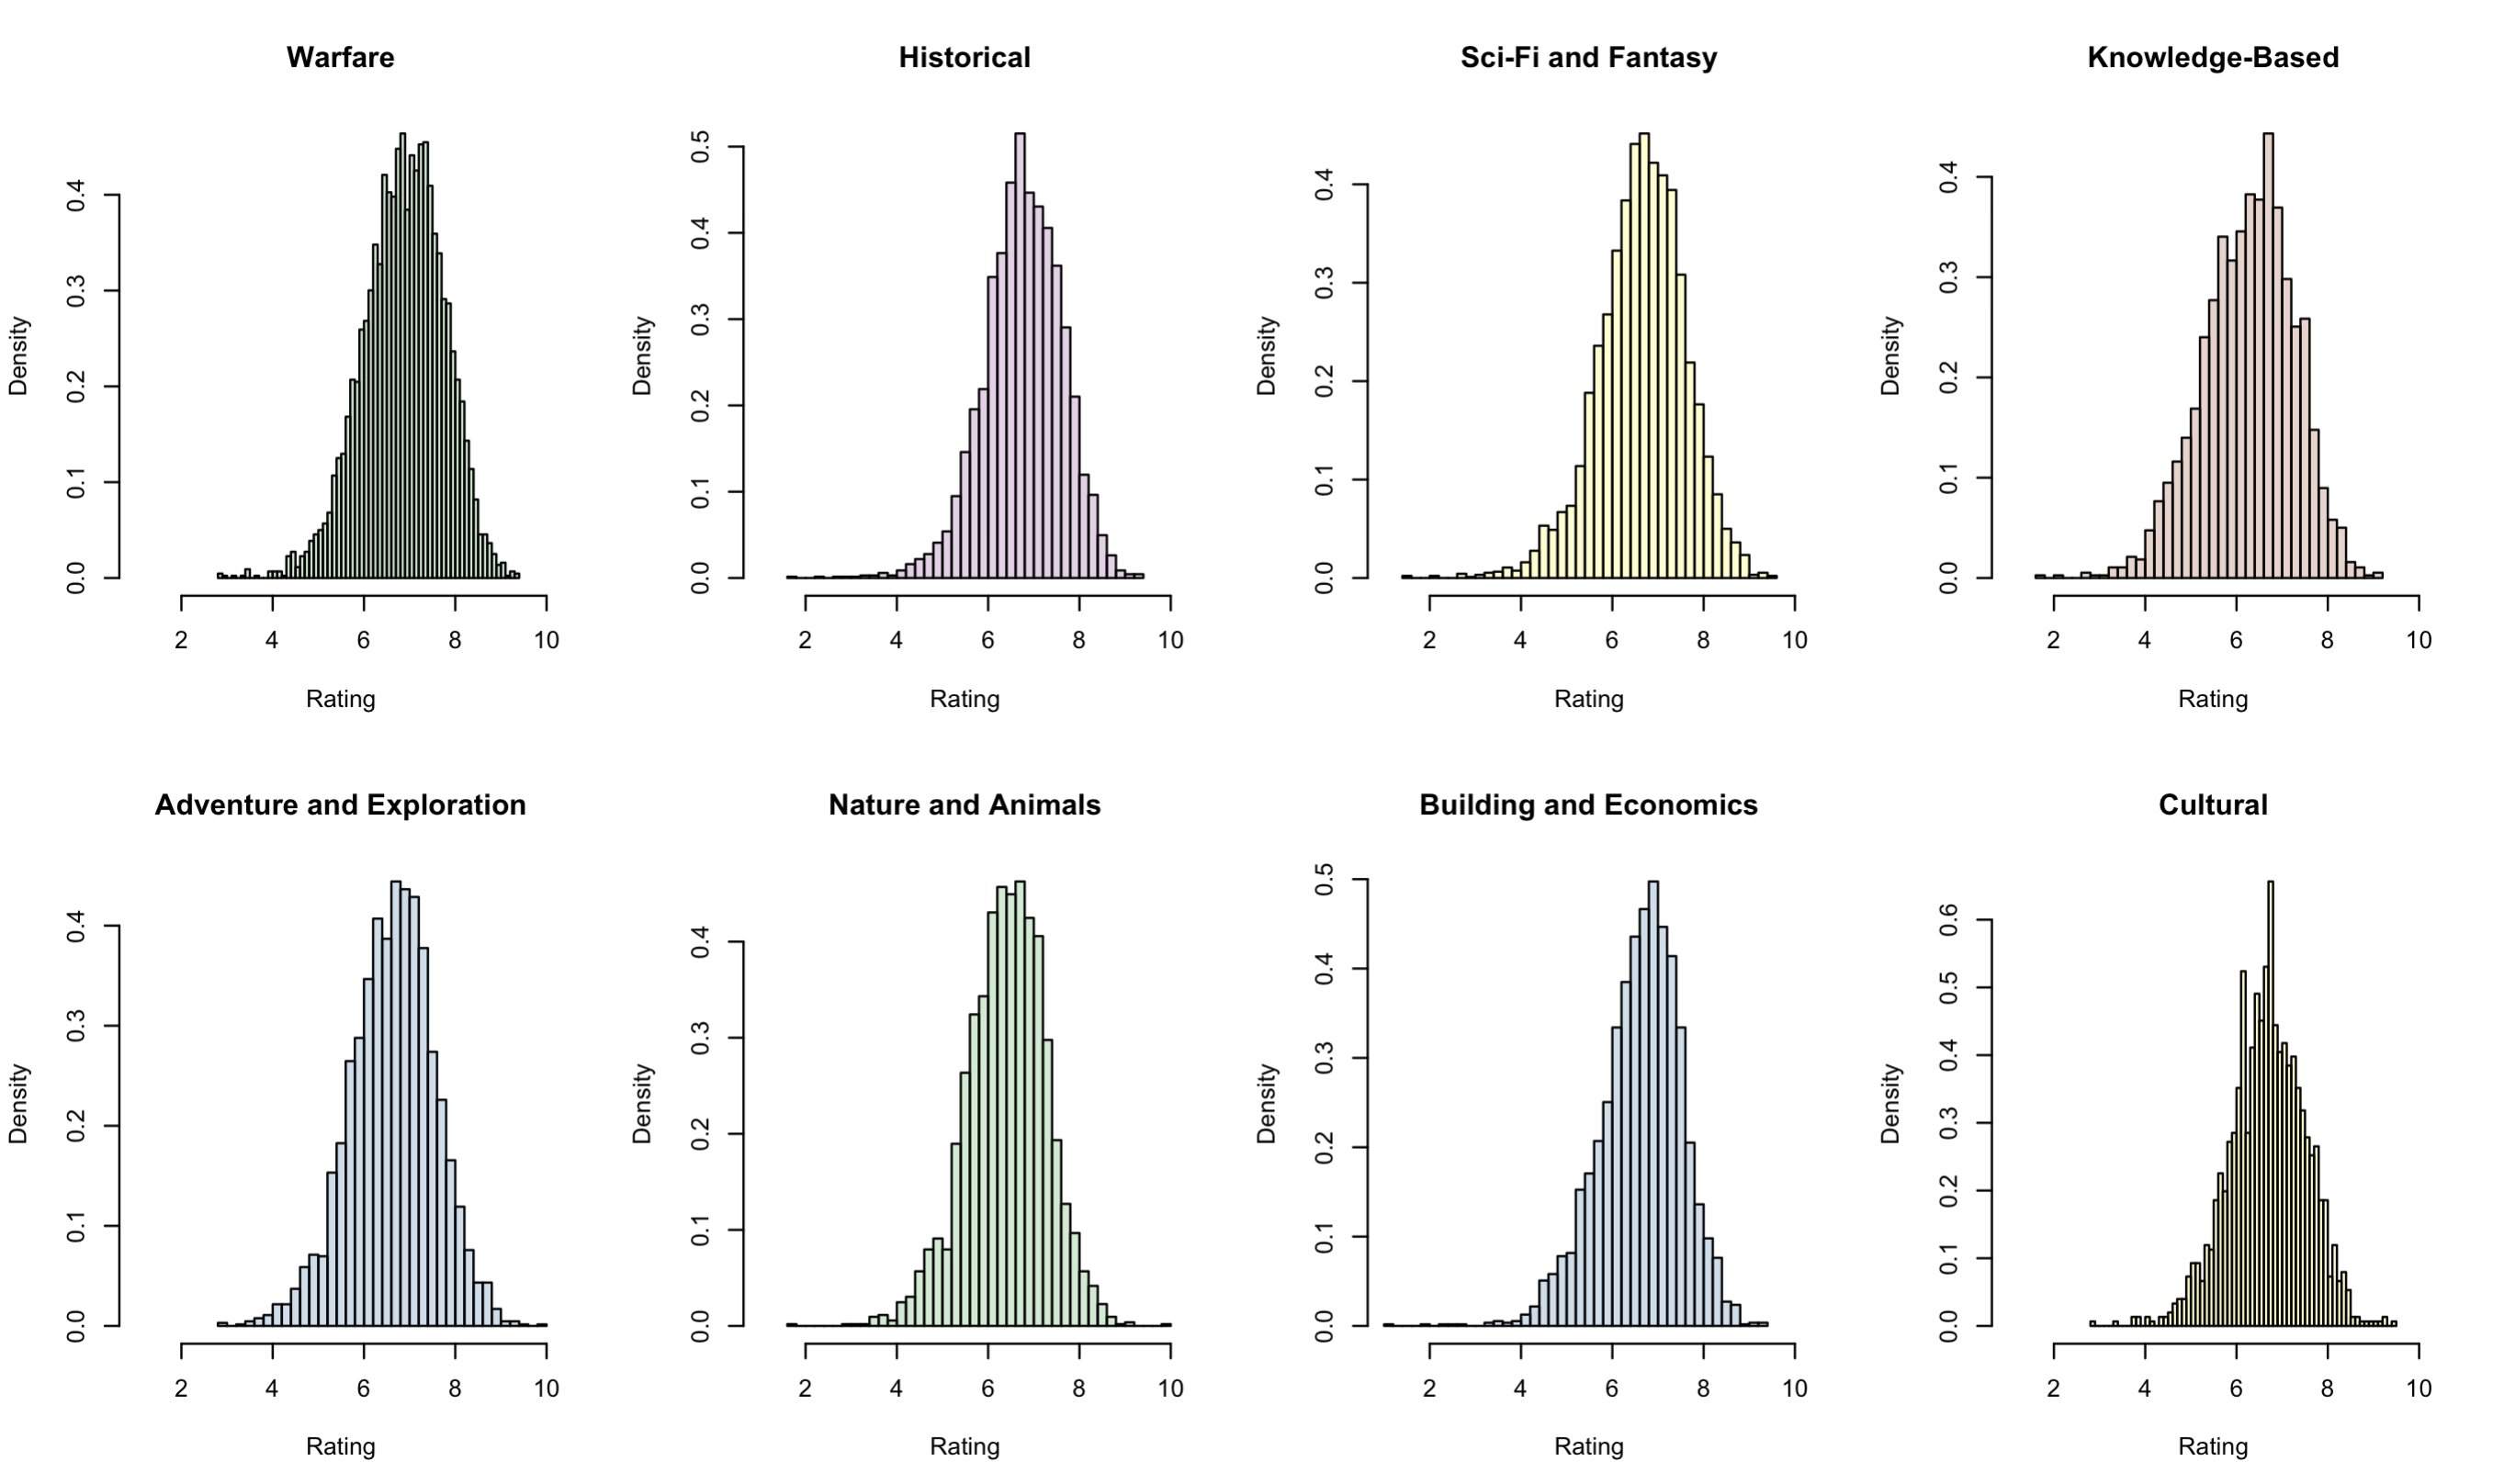 Warfare
Density
0.0 0.1 0.2 0.3 0.4
2 4 6 8 10
Rating
Historical
Density
0.0 0.1 0.2 0.3 0.4 0.5
2 4 6 8 10
Rating
Sci-Fi and Fantasy
Density
0.0 0.1 0.2 0.3 0.4
2 4 6 8 10
Rating
Knowledge-Based
Density
0.0 0.1 0.2 0.3 0.4
2 4 6 8 10
Rating
Adventure and Exploration
Density
0.0 0.1 0.2 0.3 0.4
2 4 6 8 10
Rating
Nature and Animals
Density
0.0 0.1 0.2 0.3 0.4
2 4 6 8 10
Rating
Building and Economics
Density
0.0 0.1 0.2 0.3 0.4 0.5
2 4 6 8 10
Rating
Cultural
Density
0.0 0.1 0.2 0.3 0.4 0.5 0.6
2 4 6 8 10
Rating